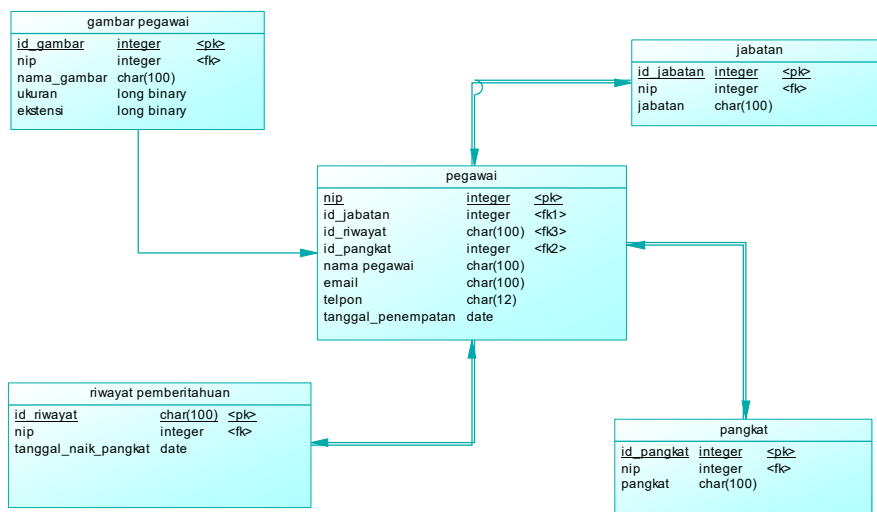 gambar pegawai
id_gambar integer <pk>
nip integer <fk>
nama_gambar char(100)
ukuran long binary
ekstensi long binary
jabatan
id_jabatan integer <pk>
nip integer <fk>
jabatan char(100)
pegawai
nip integer <pk>
id_jabatan integer <fk1>
id_riwayat char(100) <fk3>
id_pangkat integer <fk2>
nama pegawai char(100)
email char(100)
telpon char(12)
tanggal_penempatan date
riwayat pemberitahuan
id_riwayat char(100) <pk>
nip integer <fk>
tanggal_naik_pangkat date
pangkat
id_pangkat integer <pk>
nip integer <fk>
pangkat char(100)